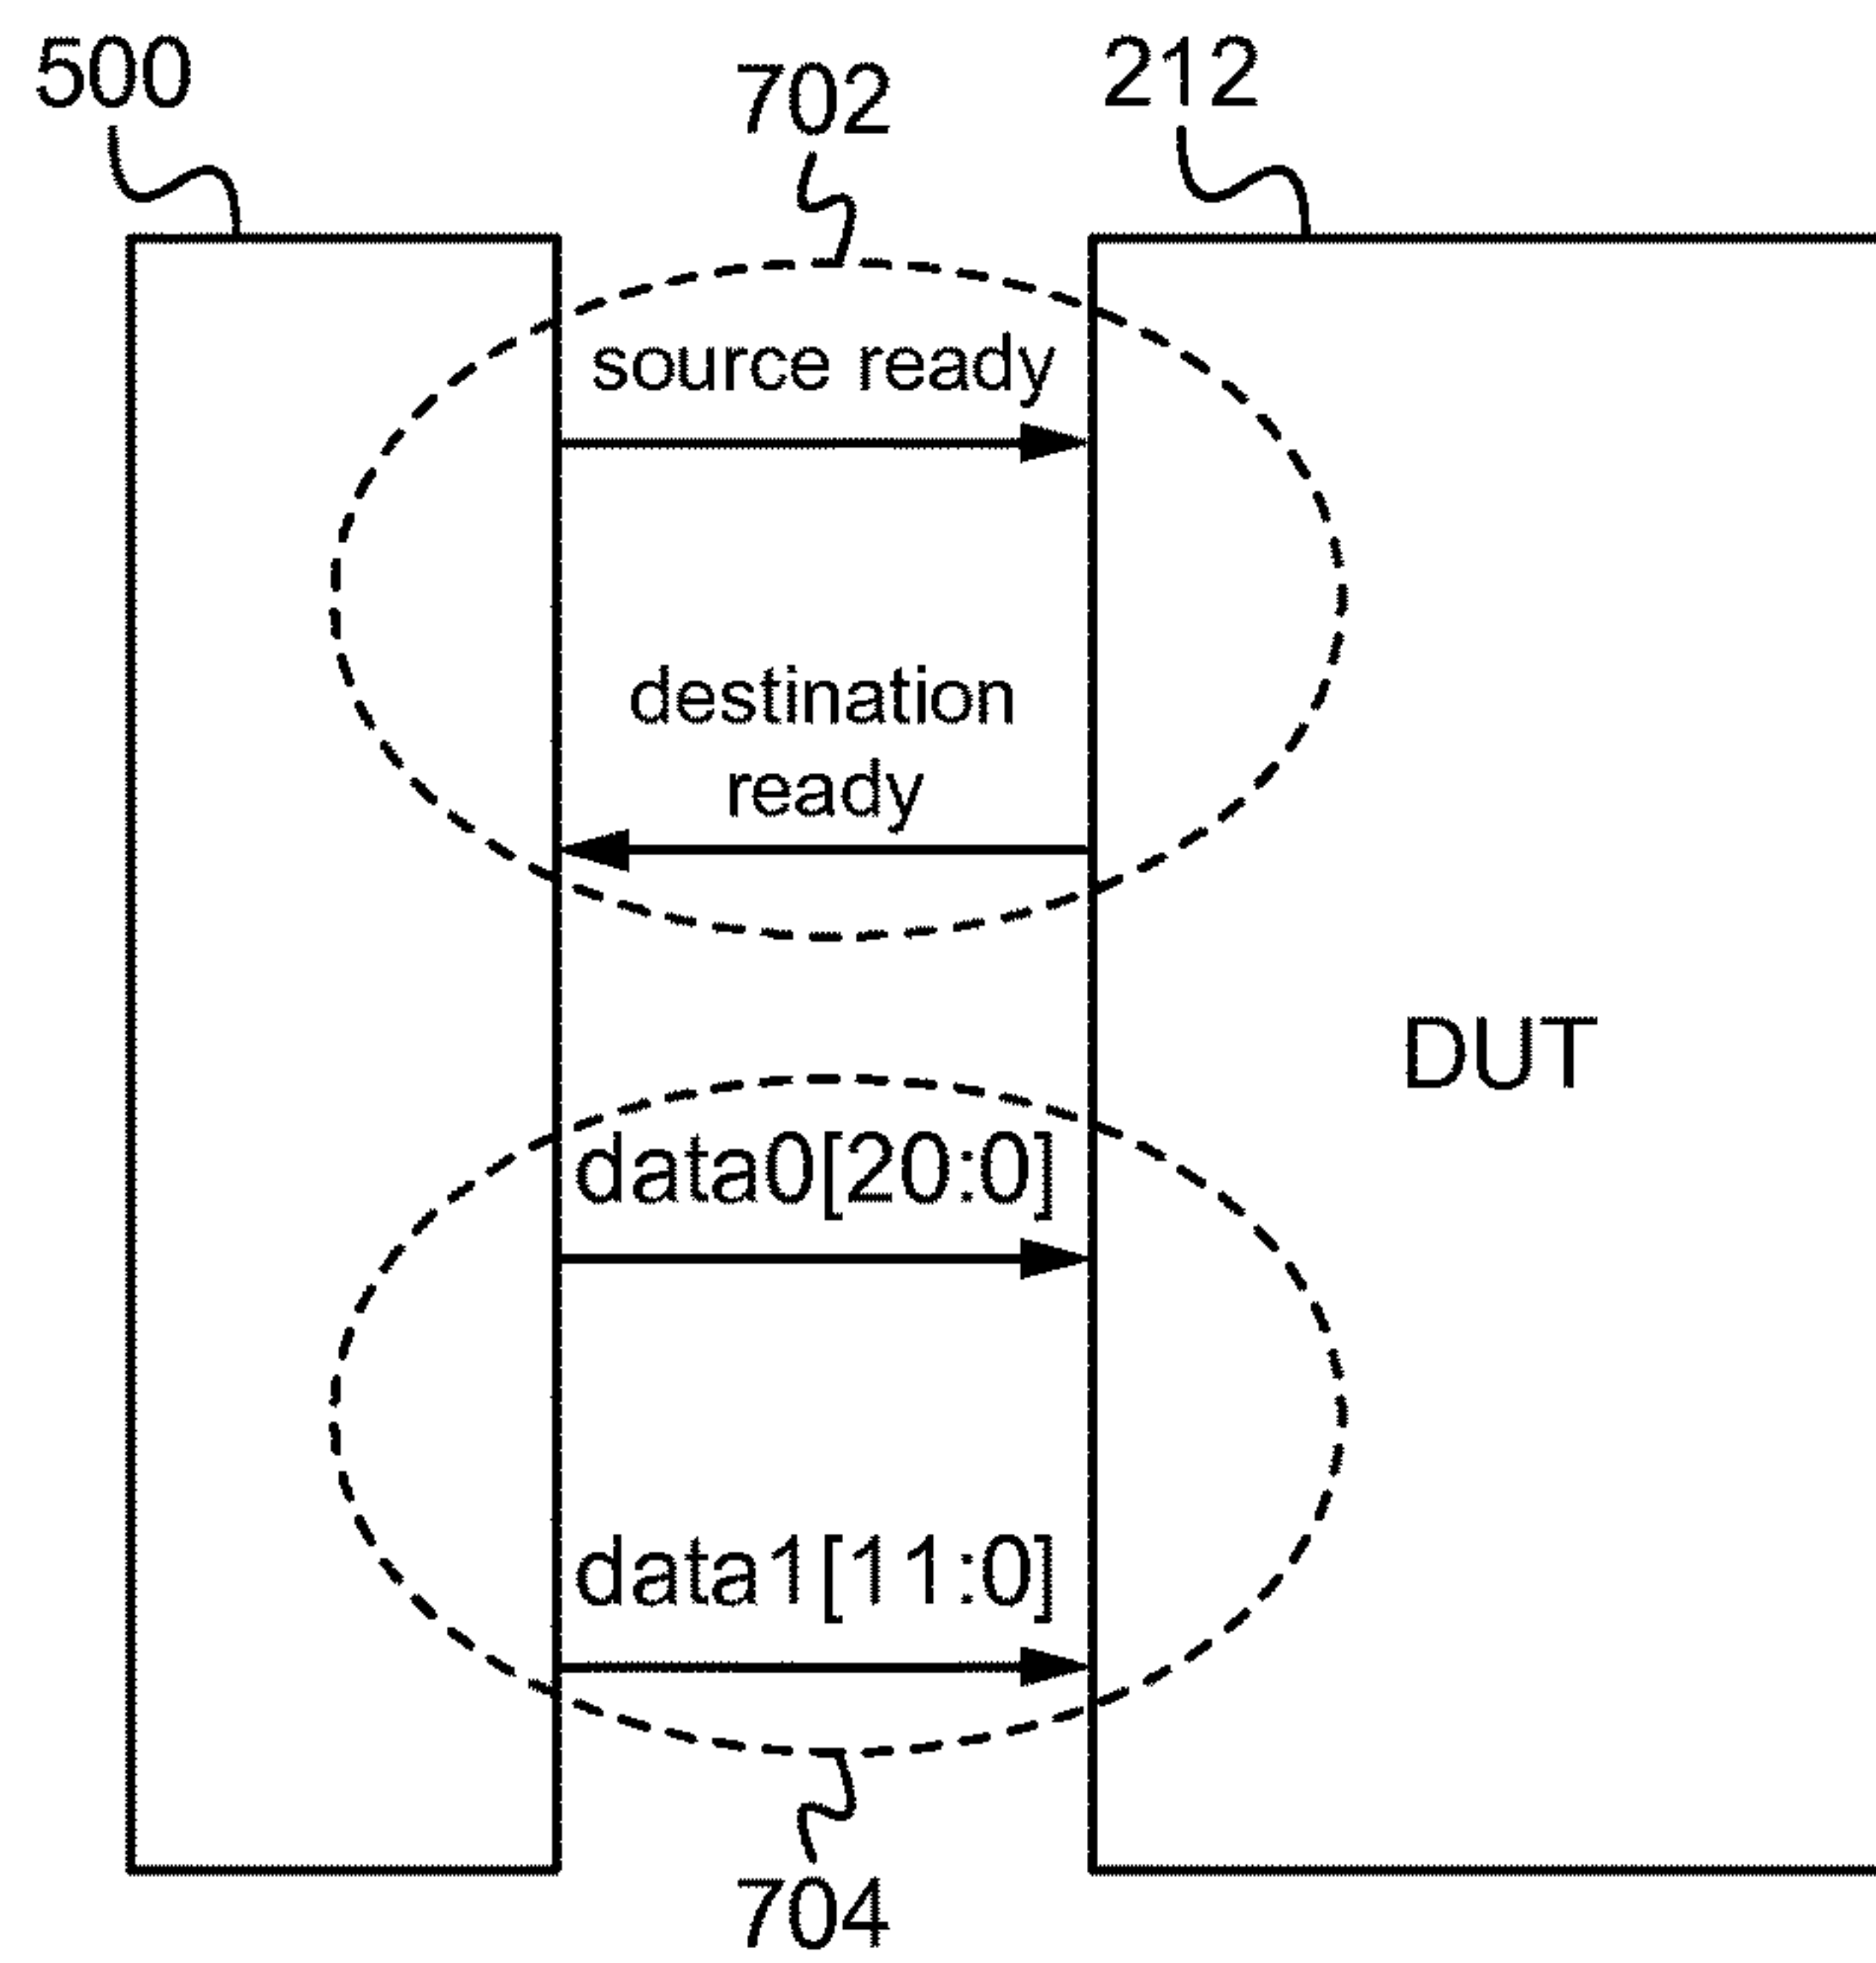 500
702
212
source ready
destination
ready
DUT
data0[20:0]
data1[11:0]
704